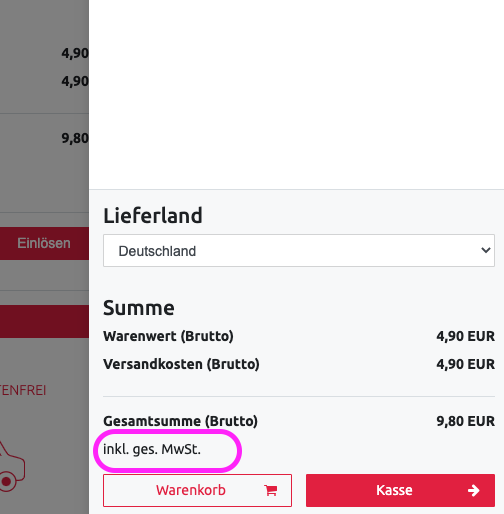 4,90
4,90
9,80
Einlösen
TENFREI
Lieferland
Deutschland
Summe
Warenwert (Brutto) 4,90 EUR
Versandkosten (Brutto) 4,90 EUR
Gesamtsumme (Brutto) 9,80 EUR
inkl. ges. MwSt.
Warenkorb
Kasse